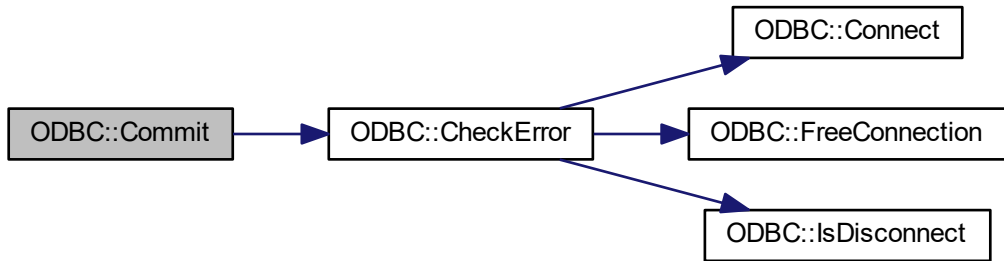 ODBC::Commit
ODBC::CheckError
ODBC::Connect
ODBC::FreeConnection
ODBC::IsDisconnect